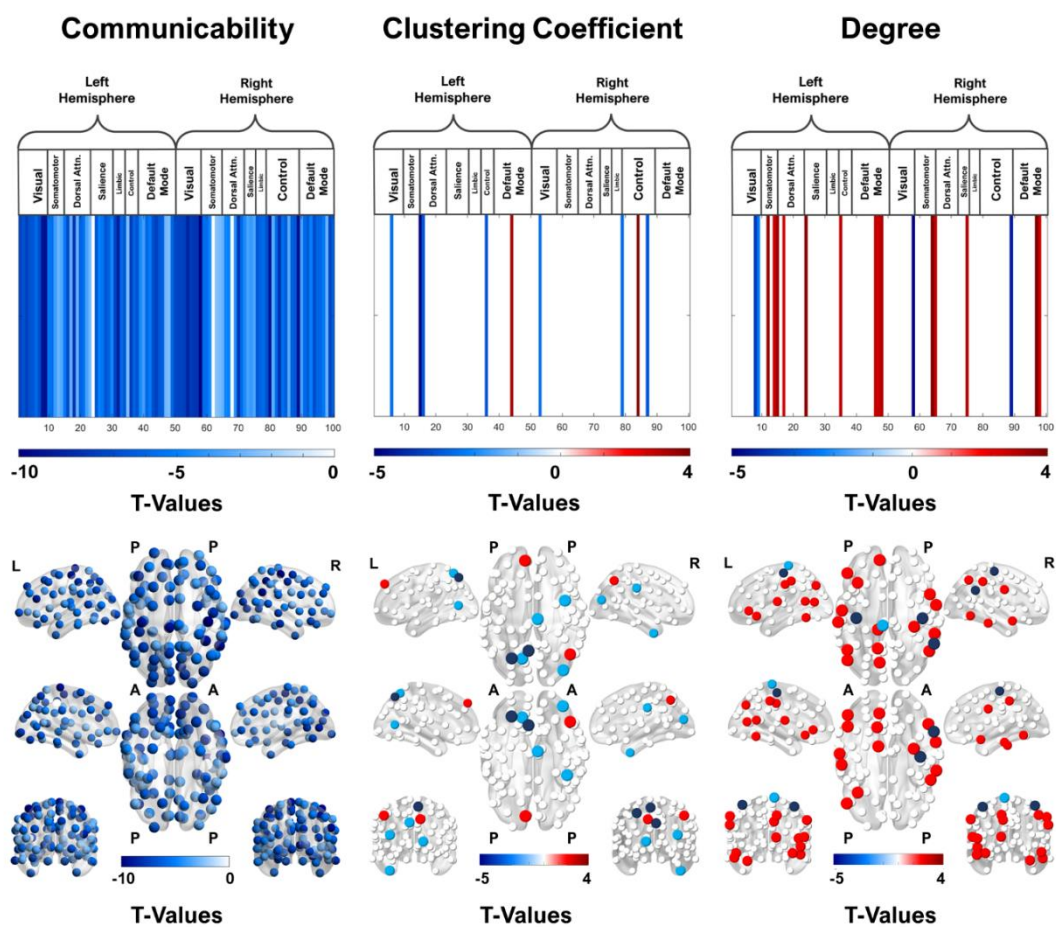 Communicability
Clustering Coefficient
Degree
Left
Hemisphere
Right
Hemisphere
Left
Hemisphere
Right
Hemisphere
Left
Hemisphere
Right
Hemisphere
Visual
Somatomotor
Dorsal Attn.
Salience
Limbic
Control
Default
Mode
Visual
Somatomotor
Dorsal Attn.
Salience
Limbic
Control
Default
Mode
Visual
Somatomotor
Dorsal Attn.
Salience
Limbic
Control
Default
Mode
Visual
Somatomotor
Dorsal Attn.
Salience
Limbic
Control
Default
Mode
Visual
Somatomotor
Dorsal Attn.
Salience
Limbic
Control
Default
Mode
Visual
Somatomotor
Dorsal Attn.
Salience
Limbic
Control
Default
Mode
10 20 30 40 50 60 70 80 90 100
10 20 30 40 50 60 70 80 90 100
10 20 30 40 50 60 70 80 90 100
-10 -5 0
-5 0 4
-5 0 4
T-Values
T-Values
T-Values
P P
P P
P P
L R
L R
L R
A A
A A
A A
P P
P P
P P
-10 0
-5 4
-5 4
T-Values
T-Values
T-Values